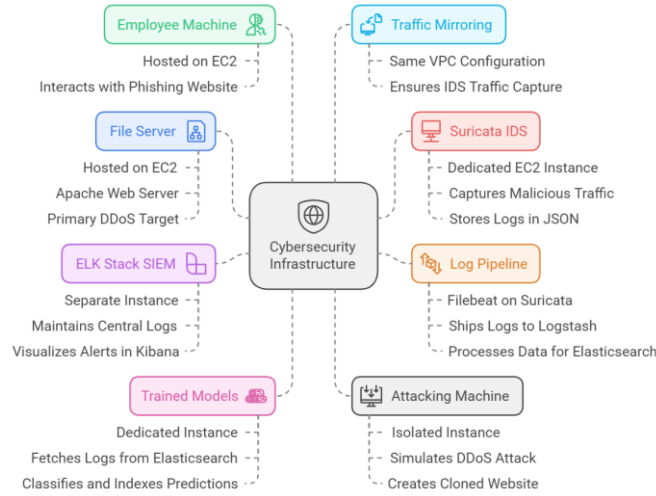 Employee Machine
Hosted on EC2
Interacts with Phishing Website
File Server
Hosted on EC2
Apache Web Server
Primary DDoS Target
ELK Stack SIEM
Separate Instance
Maintains Central Logs
Visualizes Alerts in Kibana
Trained Models
Dedicated Instance
Fetches Logs from Elasticsearch
Classifies and Indexes Predictions
Cybersecurity
Infrastructure
Traffic Mirroring
Same VPC Configuration
Ensures IDS Traffic Capture
Suricata IDS
Dedicated EC2 Instance
Captures Malicious Traffic
Stores Logs in JSON
Log Pipeline
Filebeat on Suricata
Ships Logs to Logstash
Processes Data for Elasticsearch
Attacking Machine
Isolated Instance
Simulates DDoS Attack
Creates Cloned Website